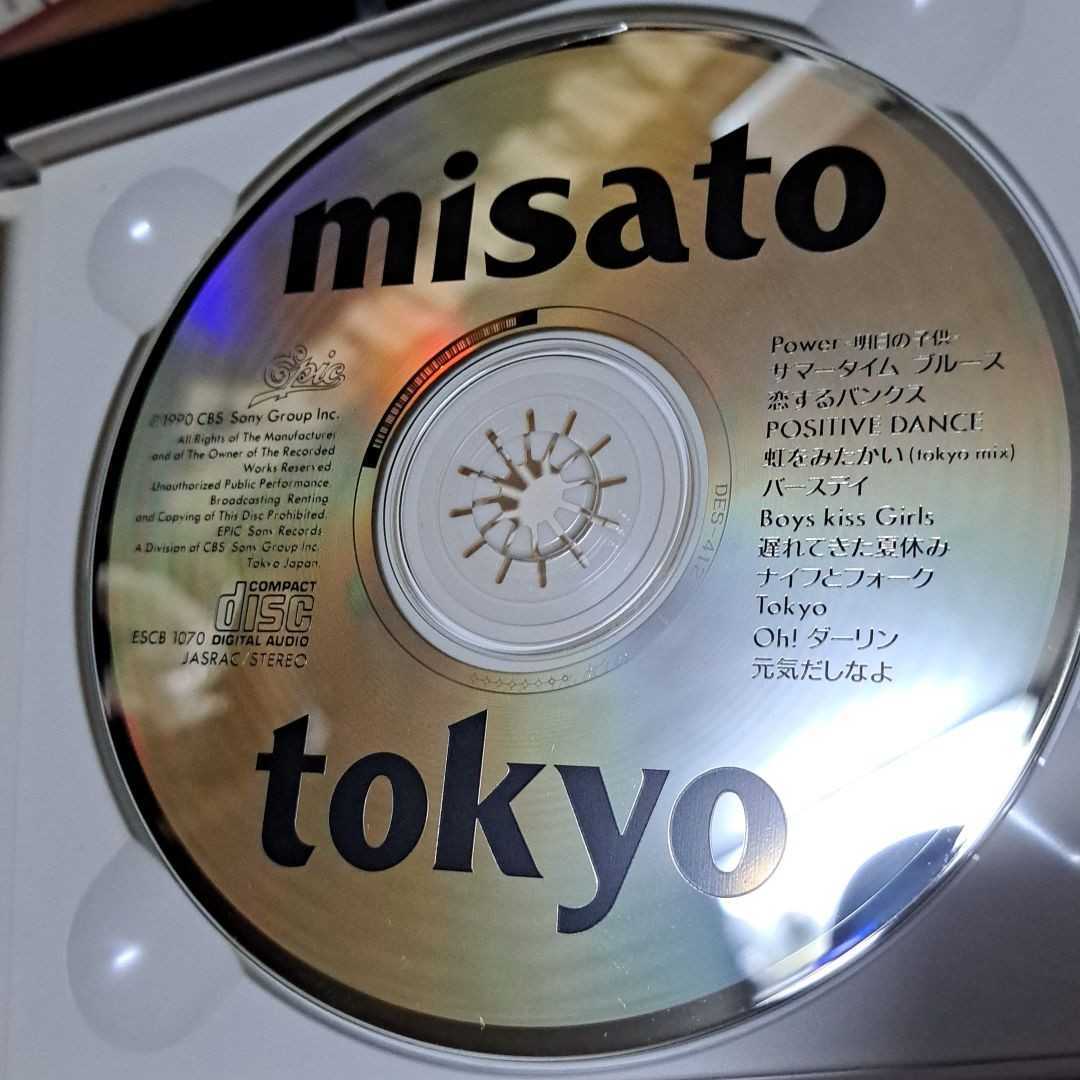 misato
Epic
℗1990 CBS Sony Group Inc.
All Rights of The Manufacturer
and of The Owner of The Recorded
Works Reserved.
Unauthorized Public Performance.
Broadcasting Renting
and Copying of This Disc Prohibited.
EPIC Sony Records
A Division of CBS Sony Group Inc.
Tokyo Japan.
COMPACT
disc
ESCB 1070 DIGITAL AUDIO
JASRAC/STEREO
Power -明日の子供-
サマータイム ブルース
恋するパンクス
POSITIVE DANCE
虹をみたかい (tokyo mix)
バースデイ
Boys kiss Girls
遅れてきた夏休み
ナイフとフォーク
Tokyo
Oh! ダーリン
元気だしなよ
DES-412
tokyo